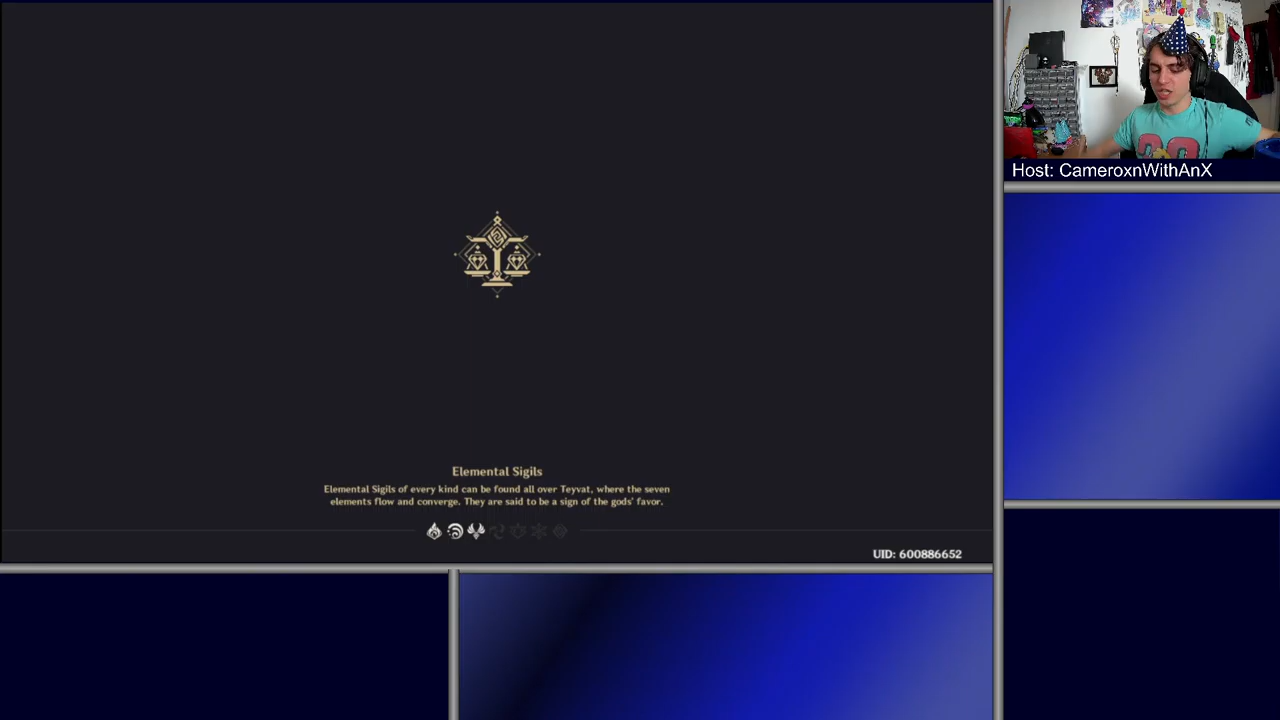 Host: CameroxnWithAnX
Elemental Sigils
Elemental Sigils of every kind can be found all over Teyvat, where the seven
elements flow and converge. They are said to be a sign of the gods' favor.
UID: 600886652